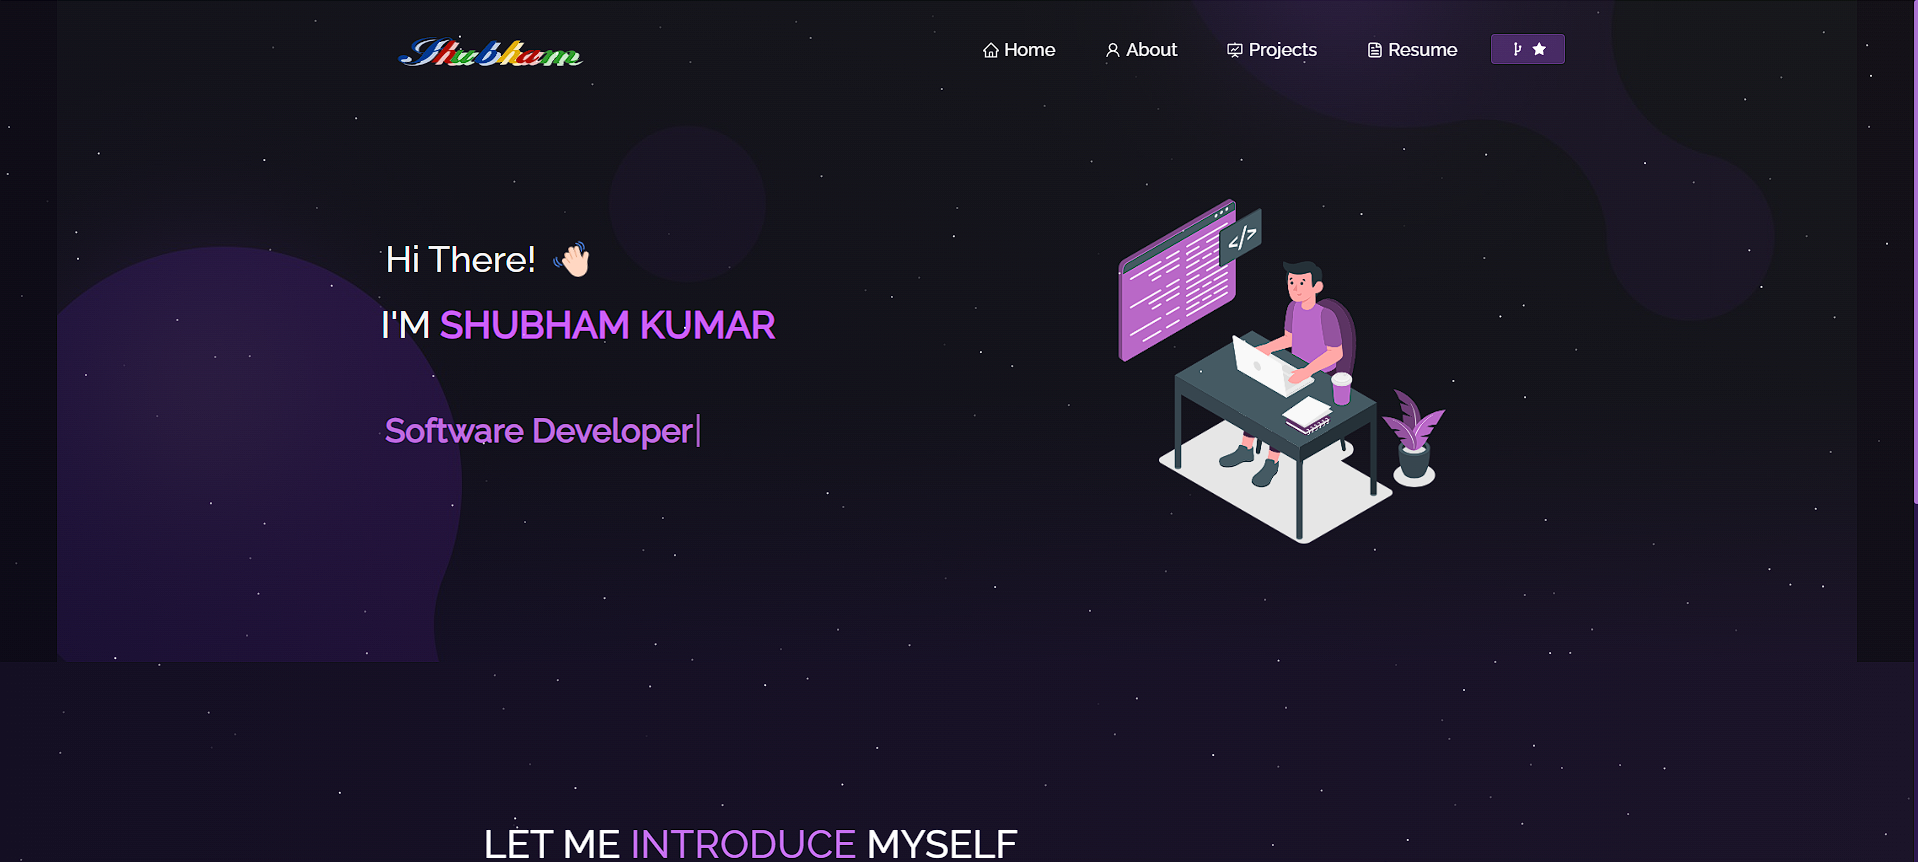 Shubham
Home About Projects Resume
Hi There! 👋🏻
I'M SHUBHAM KUMAR
</>
Software Developer|
LET ME INTRODUCE MYSELF